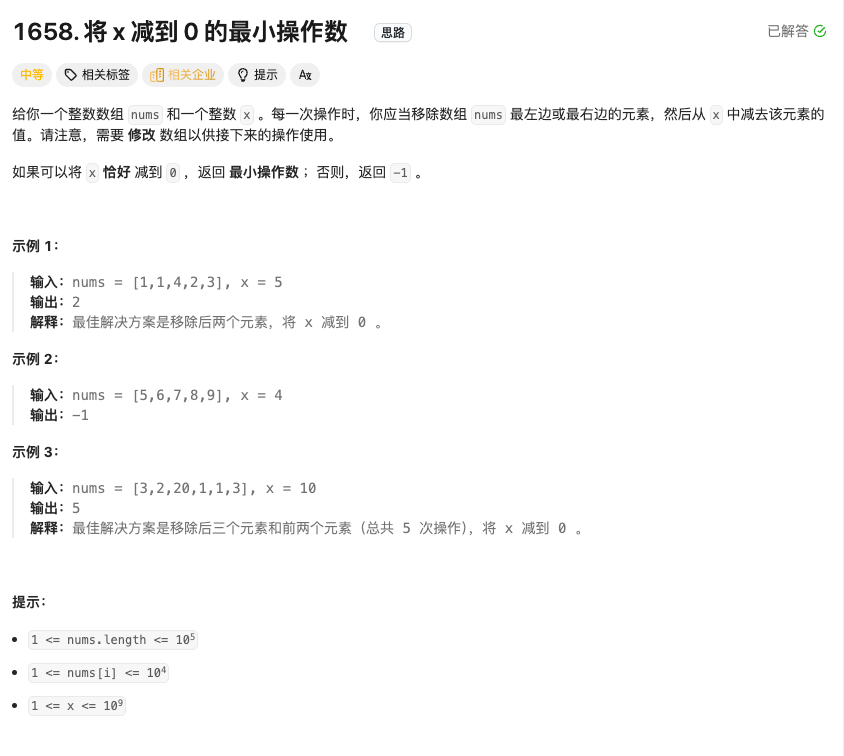 1658. 将 x 减到 0 的最小操作数 思路 已解答
中等 相关标签 相关企业 提示 Ax
给你一个整数数组 nums 和一个整数 x 。每一次操作时，你应当移除数组 nums 最左边或最右边的元素，然后从 x 中减去该元素的
值。请注意，需要 修改 数组以供接下来的操作使用。
如果可以将 x 恰好 减到 0 ，返回 最小操作数 ；否则，返回 -1 。
示例 1：
输入：nums = [1,1,4,2,3], x = 5
输出：2
解释：最佳解决方案是移除后两个元素，将 x 减到 0 。
示例 2：
输入：nums = [5,6,7,8,9], x = 4
输出：-1
示例 3：
输入：nums = [3,2,20,1,1,3], x = 10
输出：5
解释：最佳解决方案是移除后三个元素和前两个元素（总共 5 次操作），将 x 减到 0 。
提示：
• 1 <= nums.length <= 10⁵
• 1 <= nums[i] <= 10⁴
• 1 <= x <= 10⁹